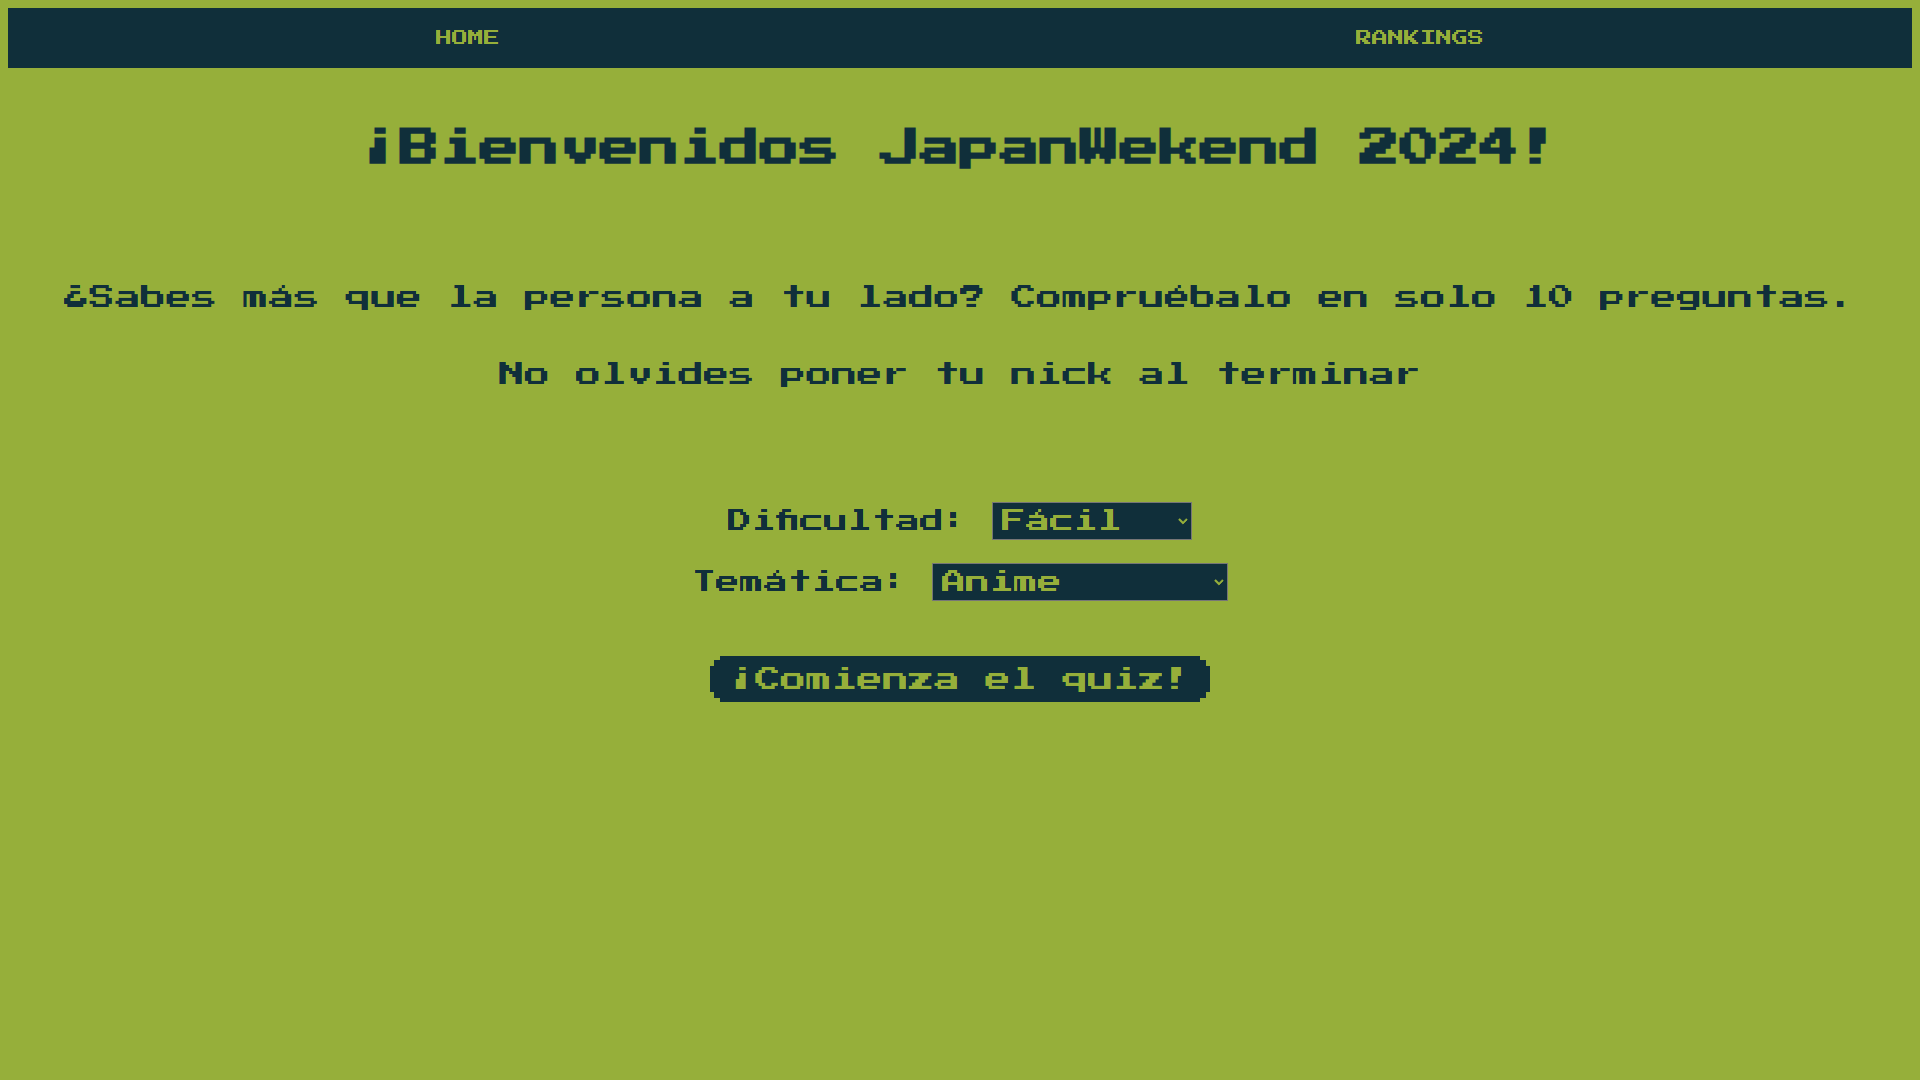 HOME RANKINGS
¡Bienvenidos JapanWekend 2024!
¿Sabes más que la persona a tu lado? Compruébalo en solo 10 preguntas.
No olvides poner tu nick al terminar
Dificultad: Fácil
Temática: Anime
¡Comienza el quiz!